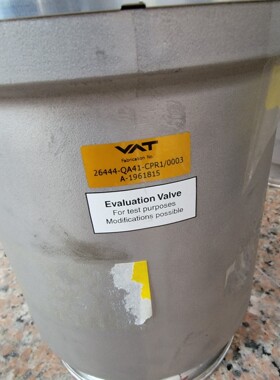 VAT
Fabrication No:
26444-QA41-CPR1/0003
A-1961815
Evaluation Valve
For test purposes
Modifications possible